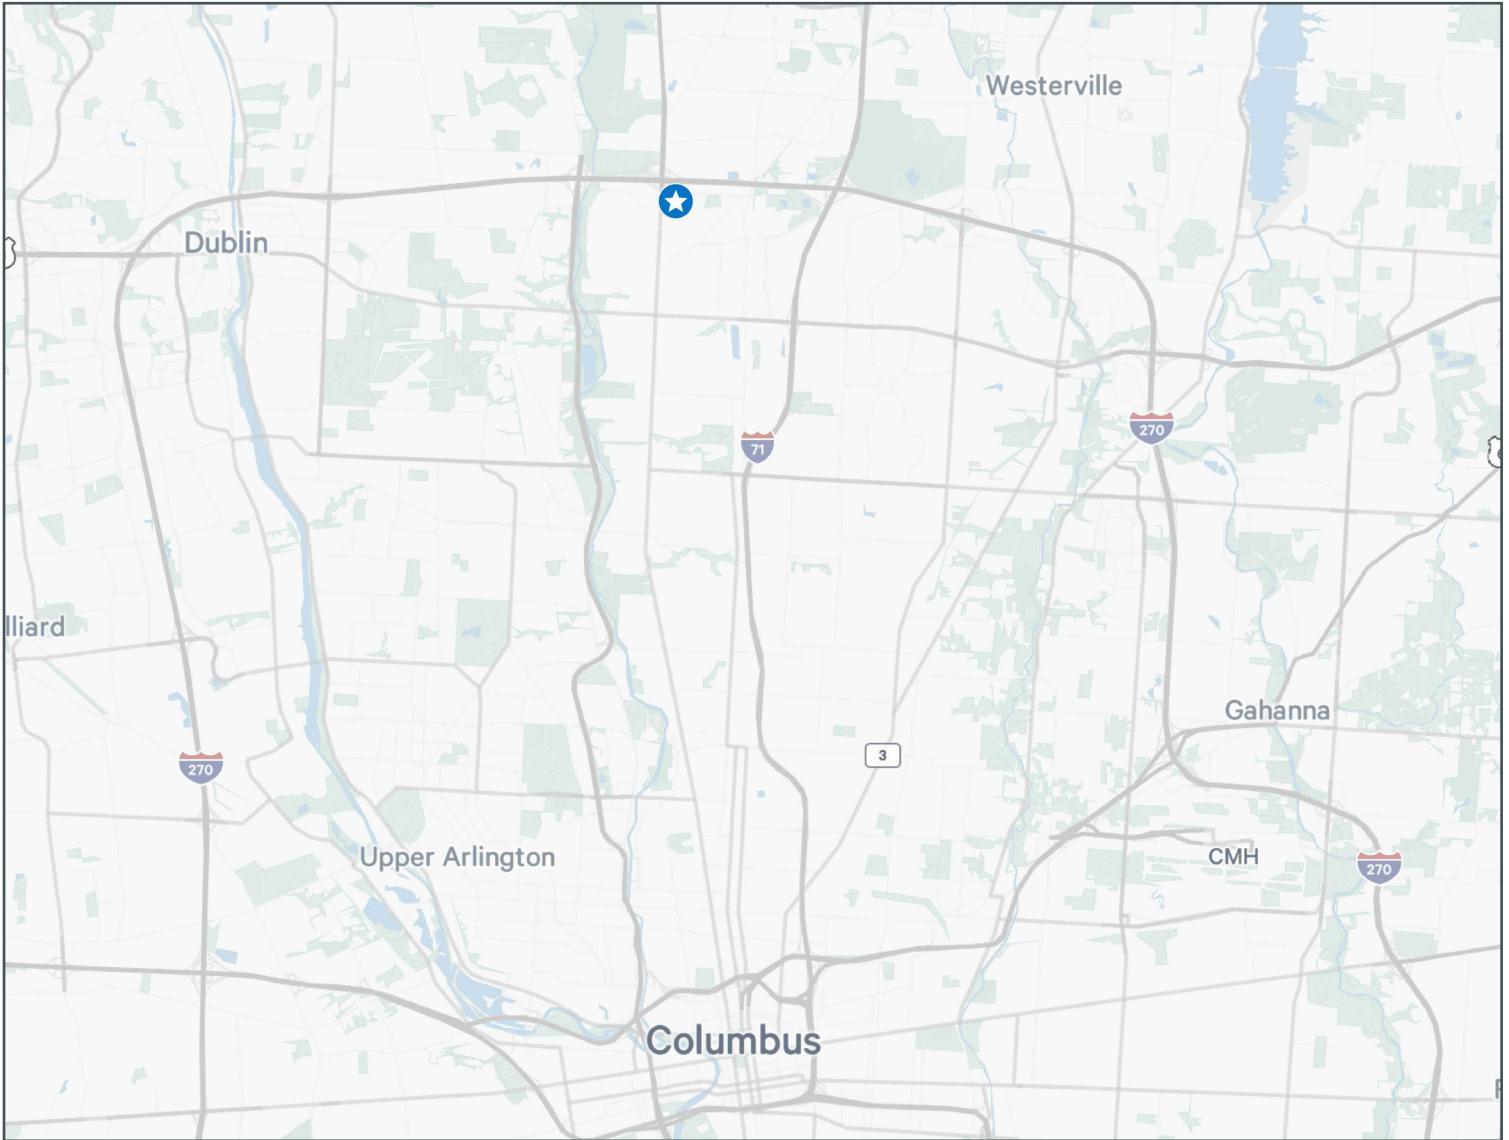 Westerville
Dublin
270
71
lliard
Gahanna
270
3
Upper Arlington
CMH
270
Columbus